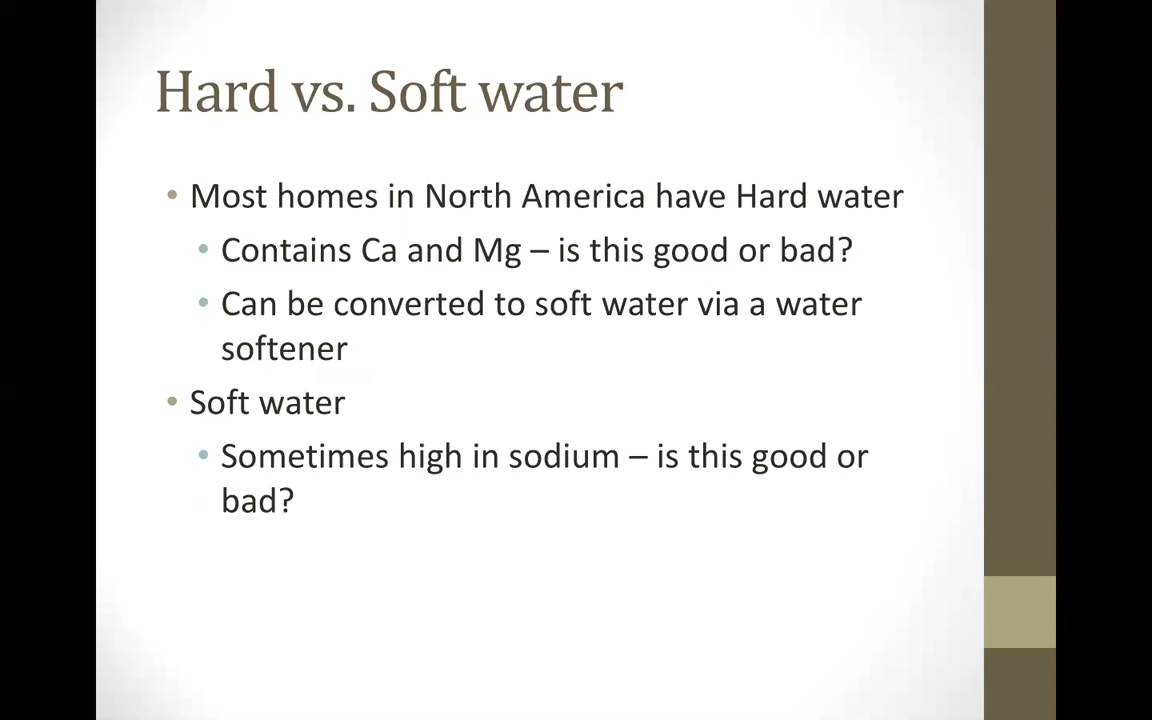 Hard vs. Soft water
• Most homes in North America have Hard water
• Contains Ca and Mg – is this good or bad?
• Can be converted to soft water via a water
softener
• Soft water
• Sometimes high in sodium – is this good or
bad?